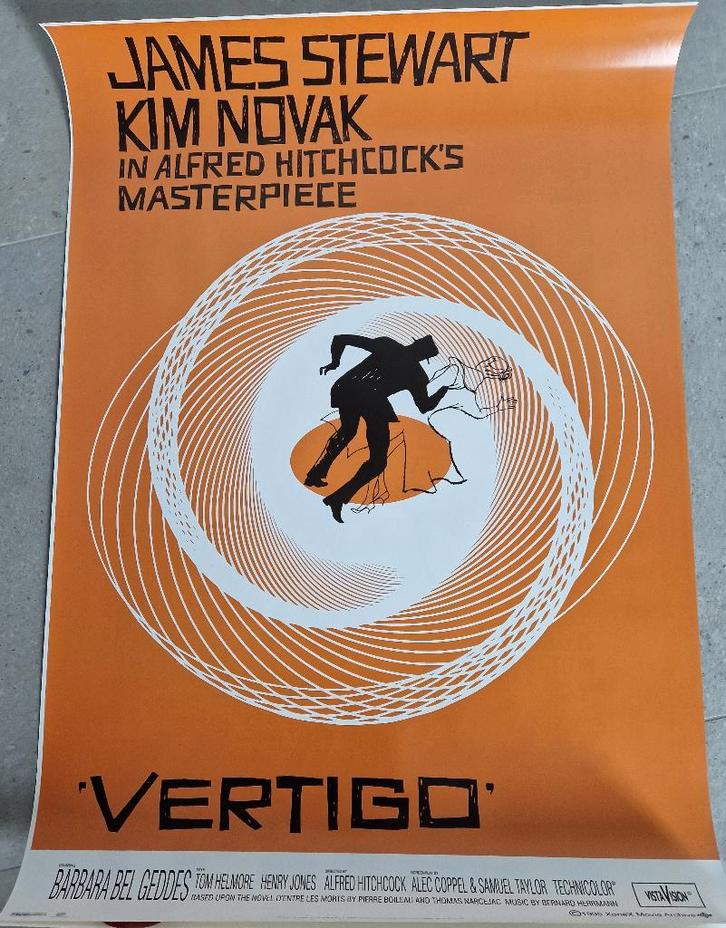 JAMES STEWART
KIM NOVAK
IN ALFRED HITCHCOCK'S
MASTERPIECE
'VERTIGO'
BARBARA BEL GEDDES TOM HELMORE HENRY JONES ALFRED HITCHCOCK ALEC COPPEL & SAMUEL TAYLOR TECHNICOLOR®
BASED UPON THE NOVEL D'ENTRE LES MORTS BY PIERRE BOILEAU AND THOMAS NARCEJAC MUSIC BY BERNARD HERRMANN
VISTAVISION®